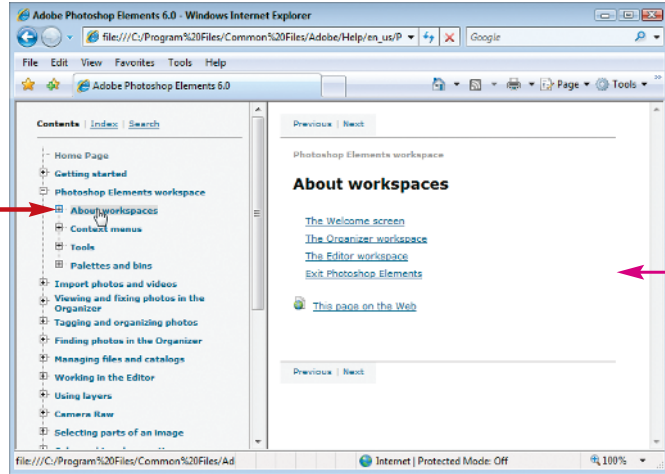 Adobe Photoshop Elements 6.0 - Windows Internet Explorer
file:///C:/Program%20Files/Common%20Files/Adobe/Help/en_us/P
Google
File Edit View Favorites Tools Help
Adobe Photoshop Elements 6.0
Page
Tools
Contents | Index | Search
Home Page
Getting started
Photoshop Elements workspace
About workspaces
Context menus
Tools
Palettes and bins
Import photos and videos
Viewing and fixing photos in the
Organizer
Tagging and organizing photos
Finding photos in the Organizer
Managing files and catalogs
Working in the Editor
Using layers
Camera Raw
Selecting parts of an image
Previous | Next
Photoshop Elements workspace
About workspaces
The Welcome screen
The Organizer workspace
The Editor workspace
Exit Photoshop Elements
This page on the Web
Previous | Next
file:///C:/Program%20Files/Common%20Files/Ad
Internet | Protected Mode: Off
100%